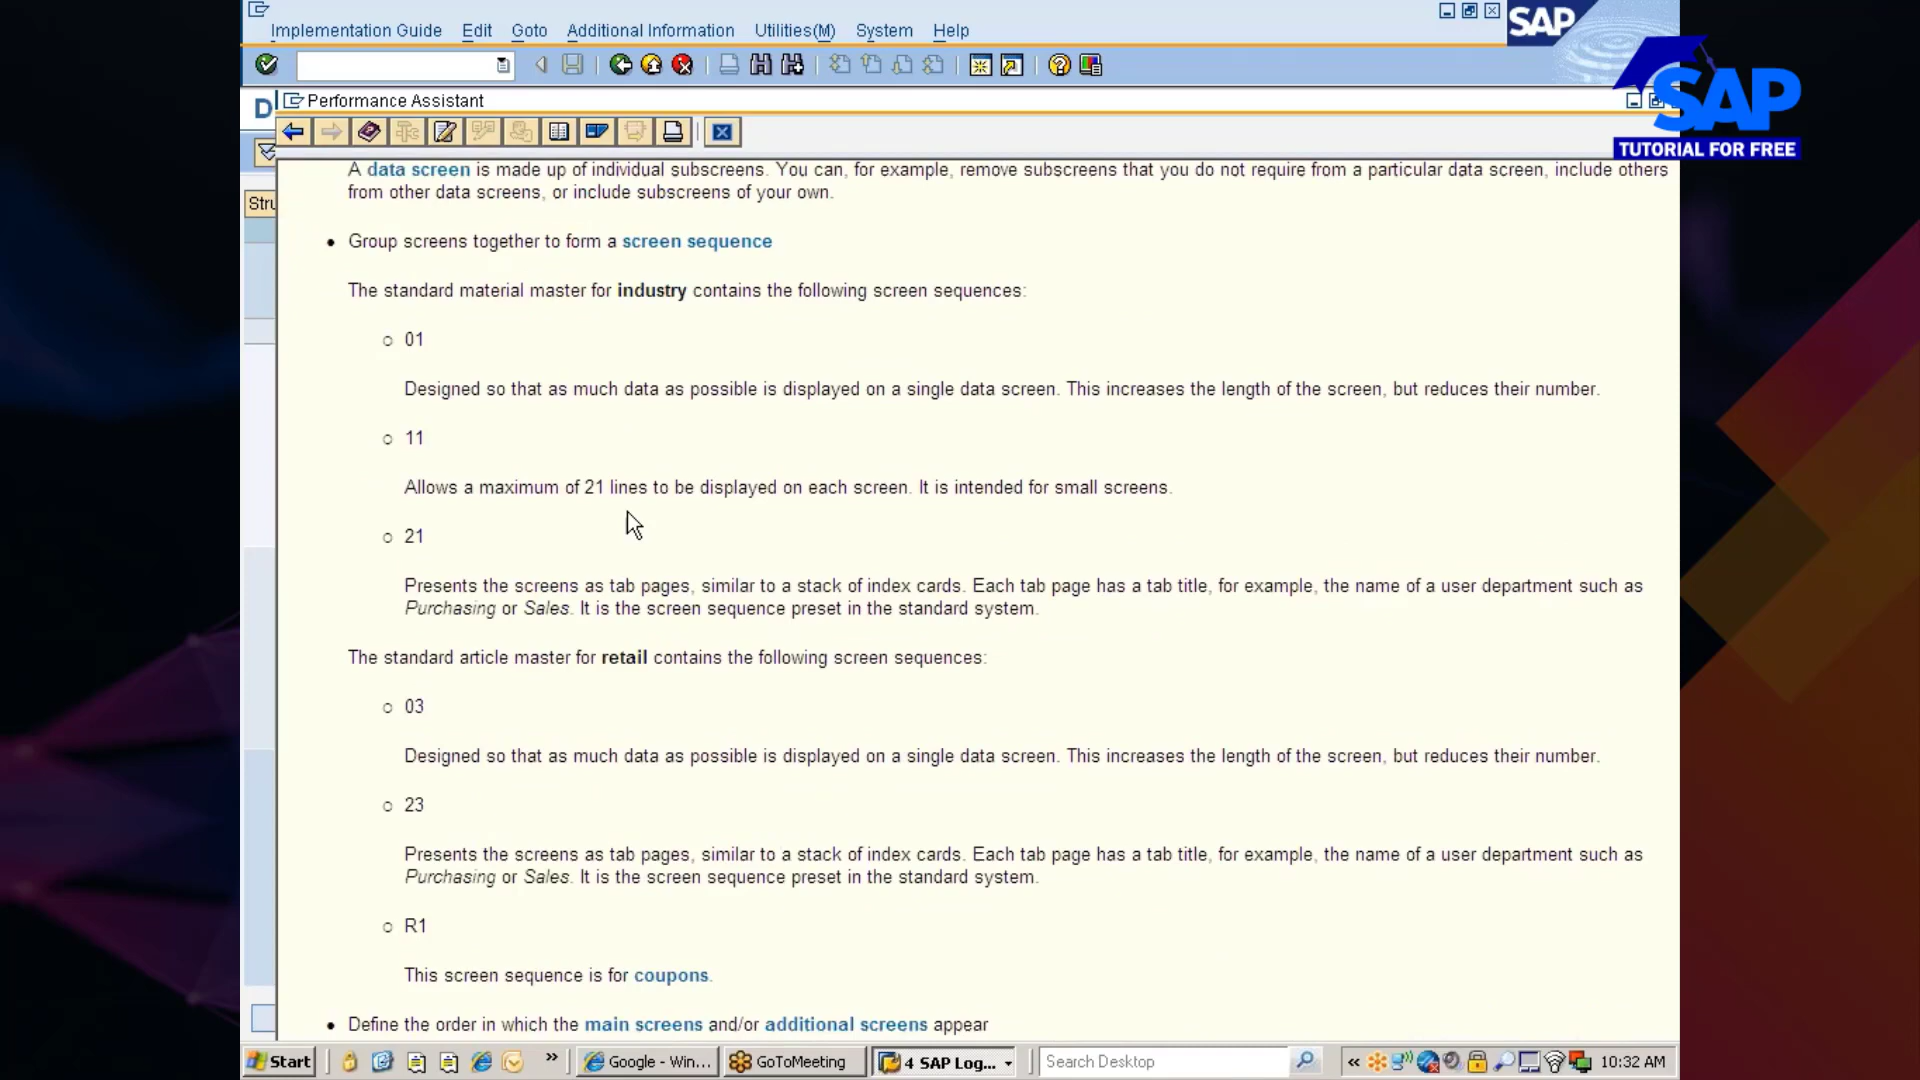 Implementation Guide Edit Goto Additional Information Utilities(M) System Help
SAP
Performance Assistant
SAP
TUTORIAL FOR FREE
D
Stru
A data screen is made up of individual subscreens. You can, for example, remove subscreens that you do not require from a particular data screen, include others
from other data screens, or include subscreens of your own.
• Group screens together to form a screen sequence
The standard material master for industry contains the following screen sequences:
○ 01
Designed so that as much data as possible is displayed on a single data screen. This increases the length of the screen, but reduces their number.
○ 11
Allows a maximum of 21 lines to be displayed on each screen. It is intended for small screens.
○ 21
Presents the screens as tab pages, similar to a stack of index cards. Each tab page has a tab title, for example, the name of a user department such as
Purchasing or Sales. It is the screen sequence preset in the standard system.
The standard article master for retail contains the following screen sequences:
○ 03
Designed so that as much data as possible is displayed on a single data screen. This increases the length of the screen, but reduces their number.
○ 23
Presents the screens as tab pages, similar to a stack of index cards. Each tab page has a tab title, for example, the name of a user department such as
Purchasing or Sales. It is the screen sequence preset in the standard system.
○ R1
This screen sequence is for coupons.
• Define the order in which the main screens and/or additional screens appear
Start » Google - Win... GoToMeeting 4 SAP Log... Search Desktop « 10:32 AM